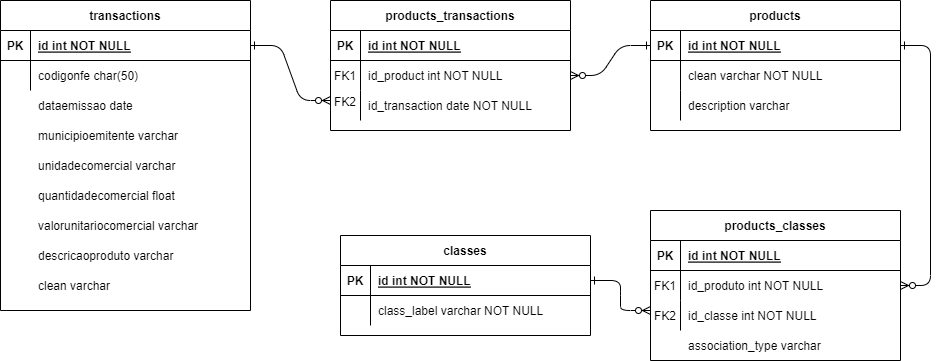 transactions
PK id int NOT NULL
codigonfe char(50)
dataemissao date
municipioemitente varchar
unidadecomercial varchar
quantidadecomercial float
valorunitariocomercial varchar
descricaoproduto varchar
clean varchar
products_transactions
PK id int NOT NULL
FK1 id_product int NOT NULL
FK2 id_transaction date NOT NULL
products
PK id int NOT NULL
clean varchar NOT NULL
description varchar
classes
PK id int NOT NULL
class_label varchar NOT NULL
products_classes
PK id int NOT NULL
FK1 id_produto int NOT NULL
FK2 id_classe int NOT NULL
association_type varchar